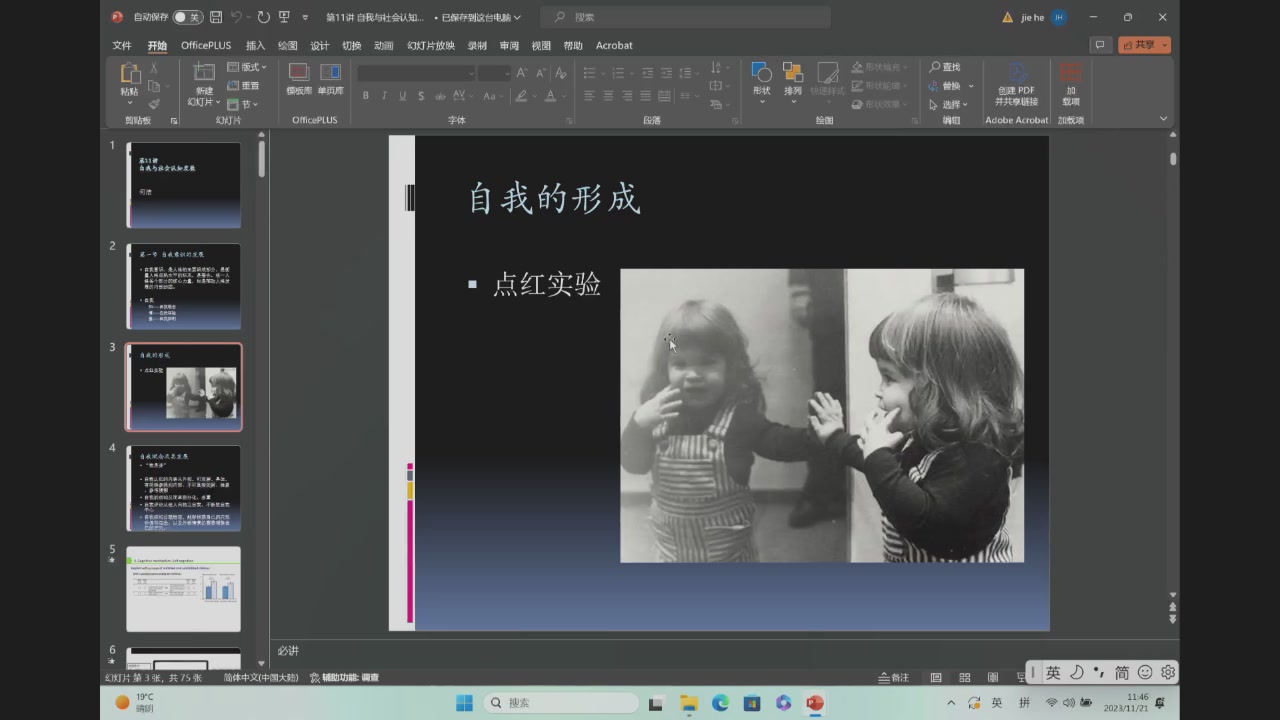 自动保存 关 第11讲 自我与社会认知... • 已保存到这台电脑 搜索 jie he JH
文件 开始 OfficePLUS 插入 绘图 设计 切换 动画 幻灯片放映 录制 审阅 视图 帮助 Acrobat 共享
粘贴 新建 幻灯片 版式 重置 节 模板库 单页库 形状 排列 快速样式 形状填充 形状轮廓 形状效果 查找 替换 选择 创建 PDF 并共享链接 加载项
剪贴板 幻灯片 OfficePLUS 字体 段落 绘图 编辑 Adobe Acrobat 加载项
1
第11讲
自我与社会认知发展
何洁
2
第一节 自我意识的发展
3
自我的形成
点红实验
4
自我概念及其发展
5
6
自我的形成
点红实验
必讲
幻灯片 第 3 张，共 75 张 简体中文(中国大陆) 辅助功能: 调查 备注
英 简
19°C
晴朗
搜索
英 拼
11:46
2023/11/21